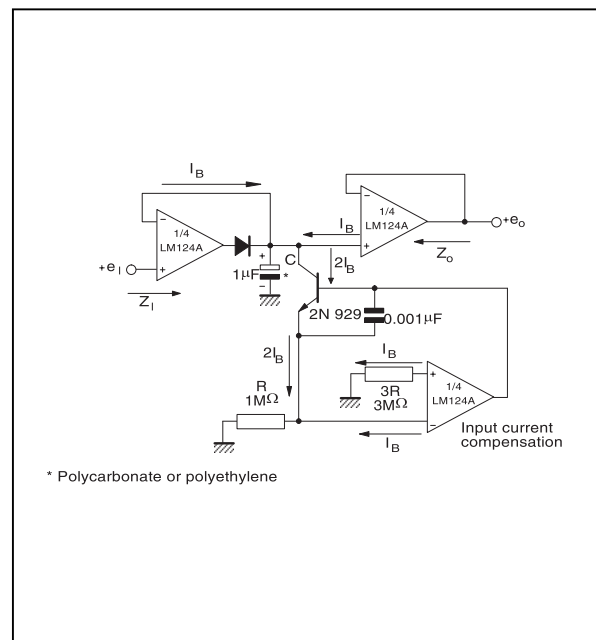 I_B
1/4
LM124A
+e_I
Z_I
I_B
1/4
LM124A
+e_o
Z_o
+
−
1µF
*
C
2I_B
2N 929
0.001µF
2I_B
I_B
R
1MΩ
3R
3MΩ
1/4
LM124A
I_B
Input current
compensation
* Polycarbonate or polyethylene